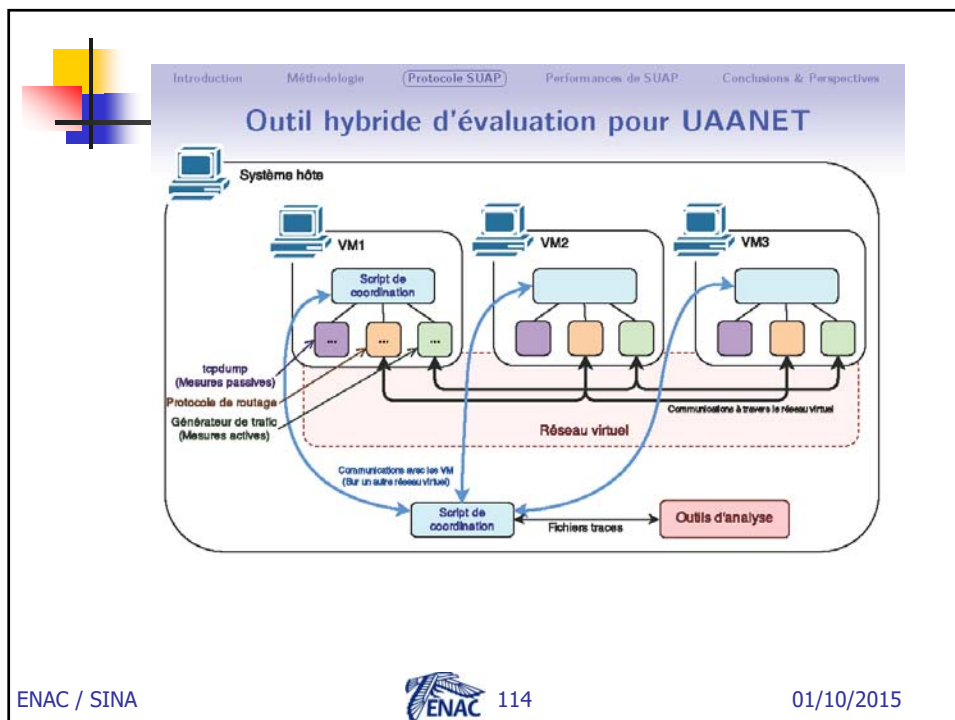 Introduction Méthodologie Protocole SUAP Performances de SUAP Conclusions & Perspectives
Outil hybride d'évaluation pour UAANET
Système hôte
VM1
VM2
VM3
Script de
coordination
...
...
...
tcpdump
(Mesures passives)
Protocole de routage
Générateur de trafic
(Mesures actives)
Communications à travers le réseau virtuel
Réseau virtuel
Communications avec les VM
(Sur un autre réseau virtuel)
Script de
coordination
Fichiers traces
Outils d'analyse
ENAC / SINA
ENAC
114
01/10/2015